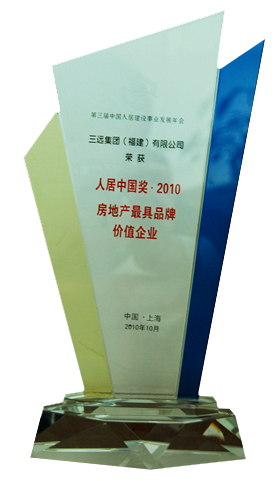 第三届中国人居建设事业发展年会
三远集团（福建）有限公司
荣获
人居中国奖·2010
房地产最具品牌
价值企业
中国·上海
2010年10月